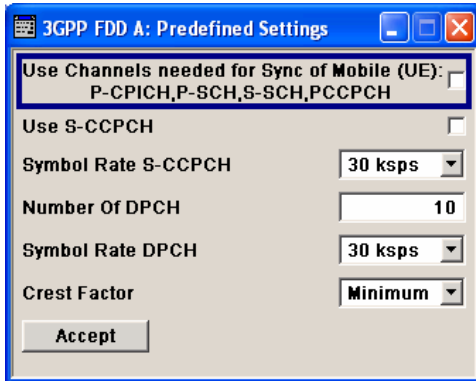 3GPP FDD A: Predefined Settings
Use Channels needed for Sync of Mobile (UE):
P-CPICH,P-SCH,S-SCH,PCCPCH
Use S-CCPCH
Symbol Rate S-CCPCH 30 ksps
Number Of DPCH 10
Symbol Rate DPCH 30 ksps
Crest Factor Minimum
Accept